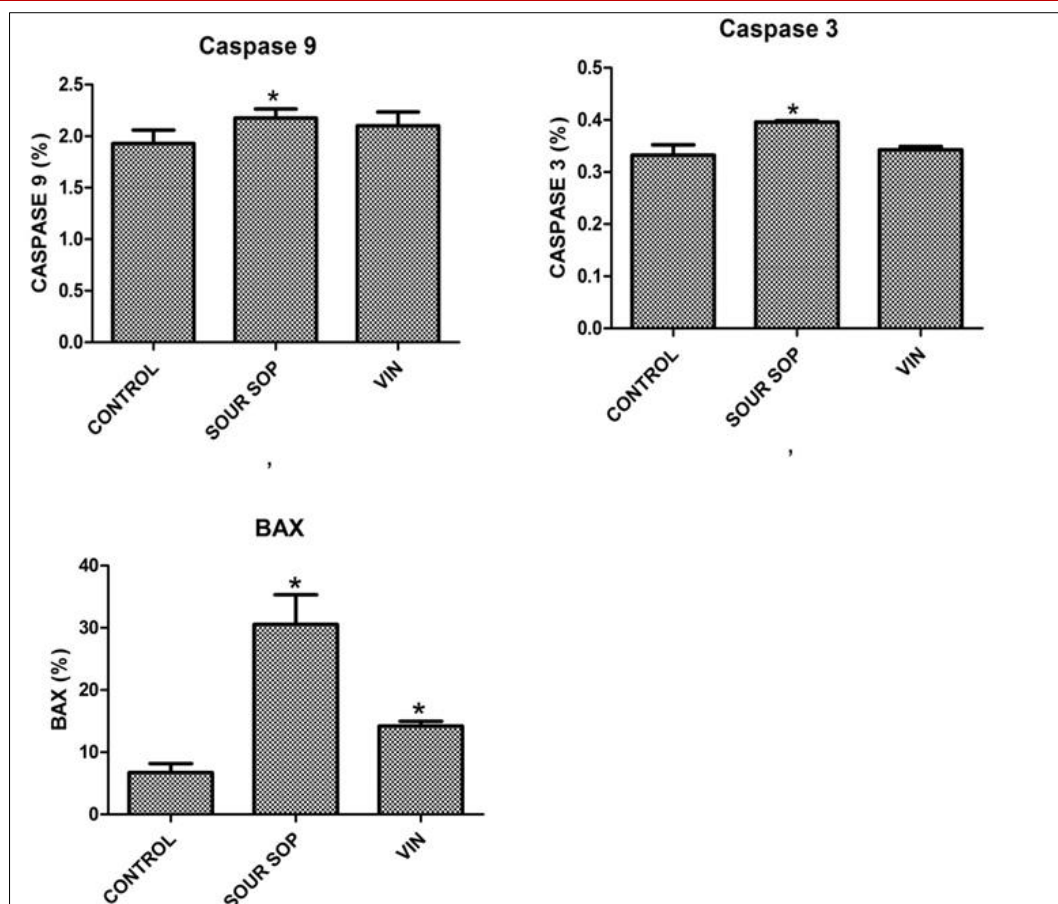 Caspase 9
CASPASE 9 (%)
2.5
2.0
1.5
1.0
0.5
0.0
*
CONTROL
SOUR SOP
VIN
,
Caspase 3
CASPASE 3 (%)
0.5
0.4
0.3
0.2
0.1
0.0
*
CONTROL
SOUR SOP
VIN
,
BAX
BAX (%)
40
30
20
10
0
*
*
CONTROL
SOUR SOP
VIN